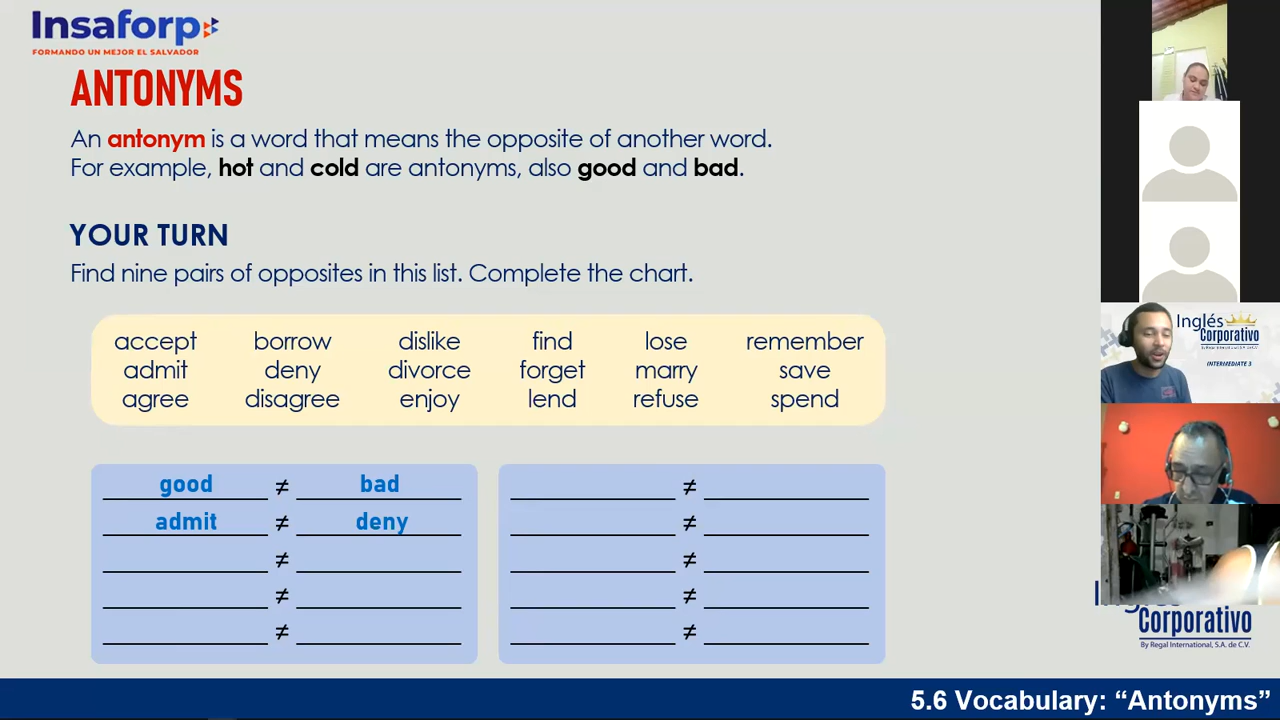 Insaforp
FORMANDO UN MEJOR EL SALVADOR
ANTONYMS
An antonym is a word that means the opposite of another word.
For example, hot and cold are antonyms, also good and bad.
YOUR TURN
Find nine pairs of opposites in this list. Complete the chart.
accept borrow dislike find lose remember
admit deny divorce forget marry save
agree disagree enjoy lend refuse spend
good ≠ bad ≠
admit ≠ deny ≠
≠ ≠
≠ ≠
≠ ≠
Inglés
Corporativo
By Regal International, S.A. de C.V.
INTERMEDIATE 3
Corporativo
By Regal International, S.A. de C.V.
5.6 Vocabulary: “Antonyms”